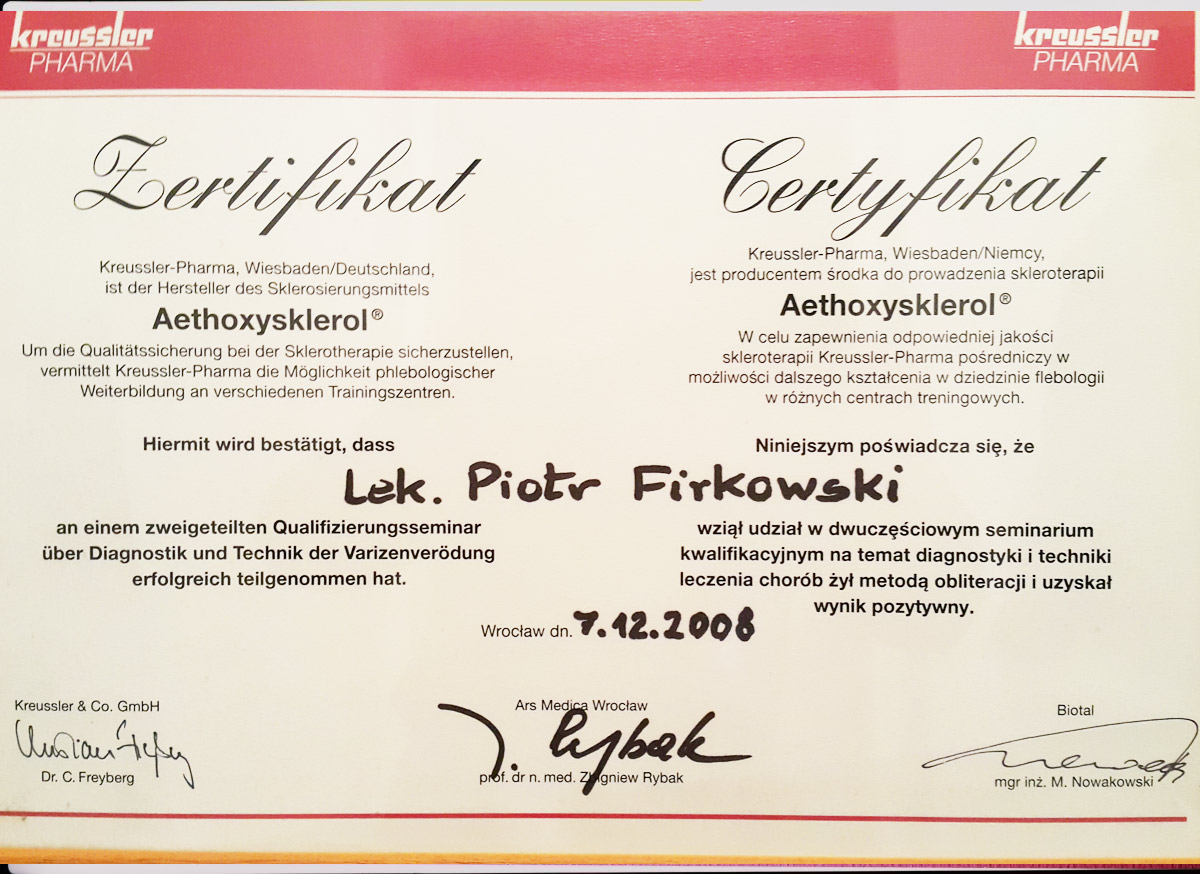 kreussler
PHARMA
kreussler
PHARMA
Zertifikat
Kreussler-Pharma, Wiesbaden/Deutschland,
ist der Hersteller des Sklerosierungsmittels
Aethoxysklerol®
Um die Qualitätssicherung bei der Sklerotherapie sicherzustellen,
vermittelt Kreussler-Pharma die Möglichkeit phlebologischer
Weiterbildung an verschiedenen Trainingszentren.
Hiermit wird bestätigt, dass
Certyfikat
Kreussler-Pharma, Wiesbaden/Niemcy,
jest producentem środka do prowadzenia skleroterapii
Aethoxysklerol®
W celu zapewnienia odpowiedniej jakości
skleroterapii Kreussler-Pharma pośredniczy w
możliwości dalszego kształcenia w dziedzinie flebologii
w różnych centrach treningowych.
Niniejszym poświadcza się, że
Lek. Piotr Firkowski
an einem zweigeteilten Qualifizierungsseminar
über Diagnostik und Technik der Varizenverödung
erfolgreich teilgenommen hat.
wziął udział w dwuczęściowym seminarium
kwalifikacyjnym na temat diagnostyki i techniki
leczenia chorób żył metodą obliteracji i uzyskał
wynik pozytywny.
Wrocław dn. 7.12.2008
Kreussler & Co. GmbH
Dr. C. Freyberg
Ars Medica Wrocław
Rybak
prof. dr n. med. Zbigniew Rybak
Biotal
mgr inż. M. Nowakowski